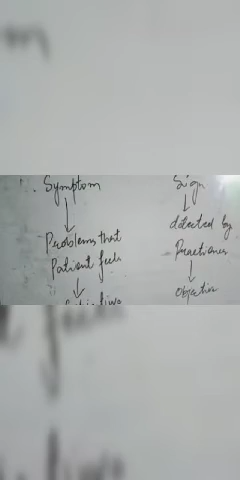 Symptom
Problems that
Patient feels
Sign
detected by
Practioner
Objective